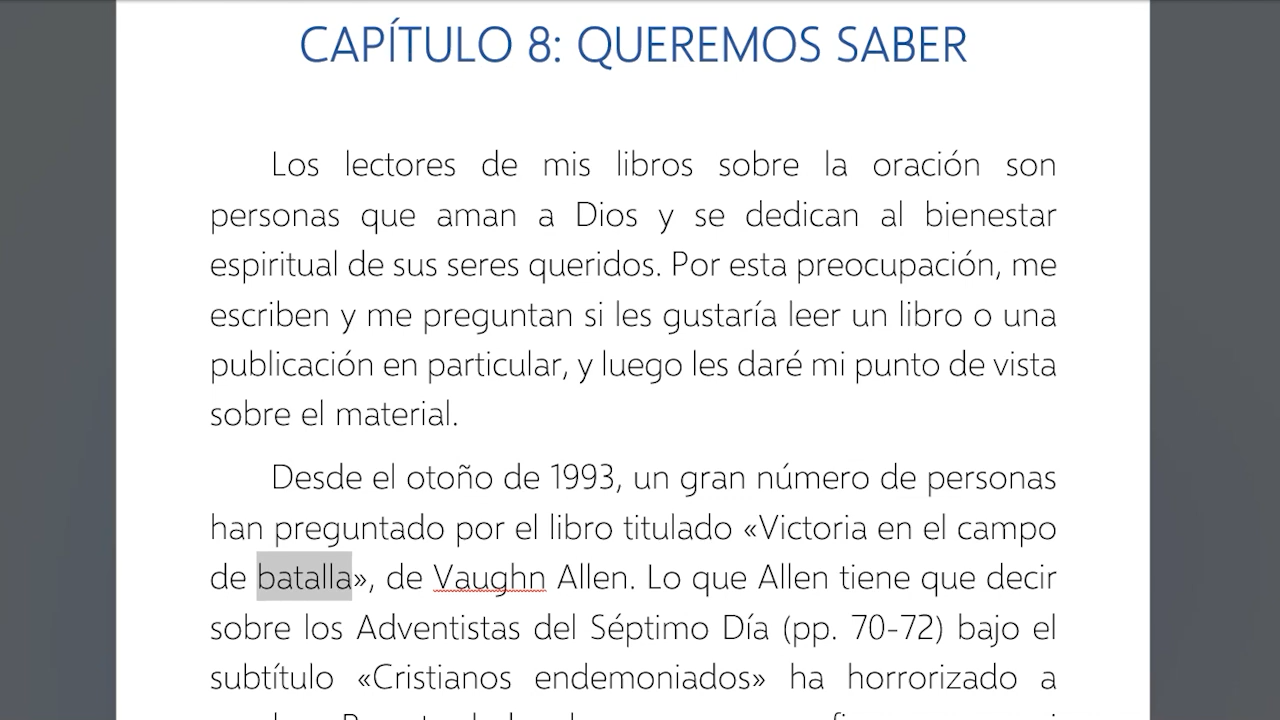 CAPÍTULO 8: QUEREMOS SABER
Los lectores de mis libros sobre la oración son
personas que aman a Dios y se dedican al bienestar
espiritual de sus seres queridos. Por esta preocupación, me
escriben y me preguntan si les gustaría leer un libro o una
publicación en particular, y luego les daré mi punto de vista
sobre el material.
Desde el otoño de 1993, un gran número de personas
han preguntado por el libro titulado «Victoria en el campo
de batalla», de Vaughn Allen. Lo que Allen tiene que decir
sobre los Adventistas del Séptimo Día (pp. 70-72) bajo el
subtítulo «Cristianos endemoniados» ha horrorizado a